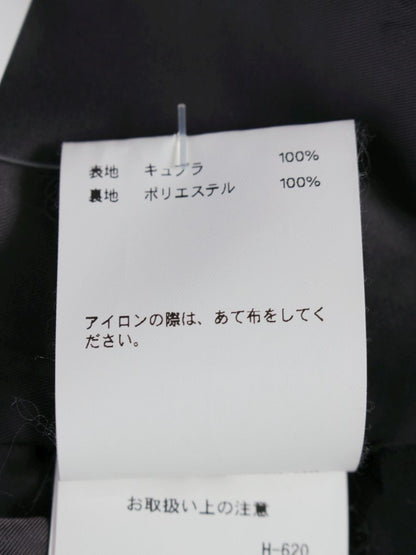 表地 キュプラ 100%
裏地 ポリエステル 100%
アイロンの際は、あて布をしてく
ださい。
お取扱い上の注意
H-620